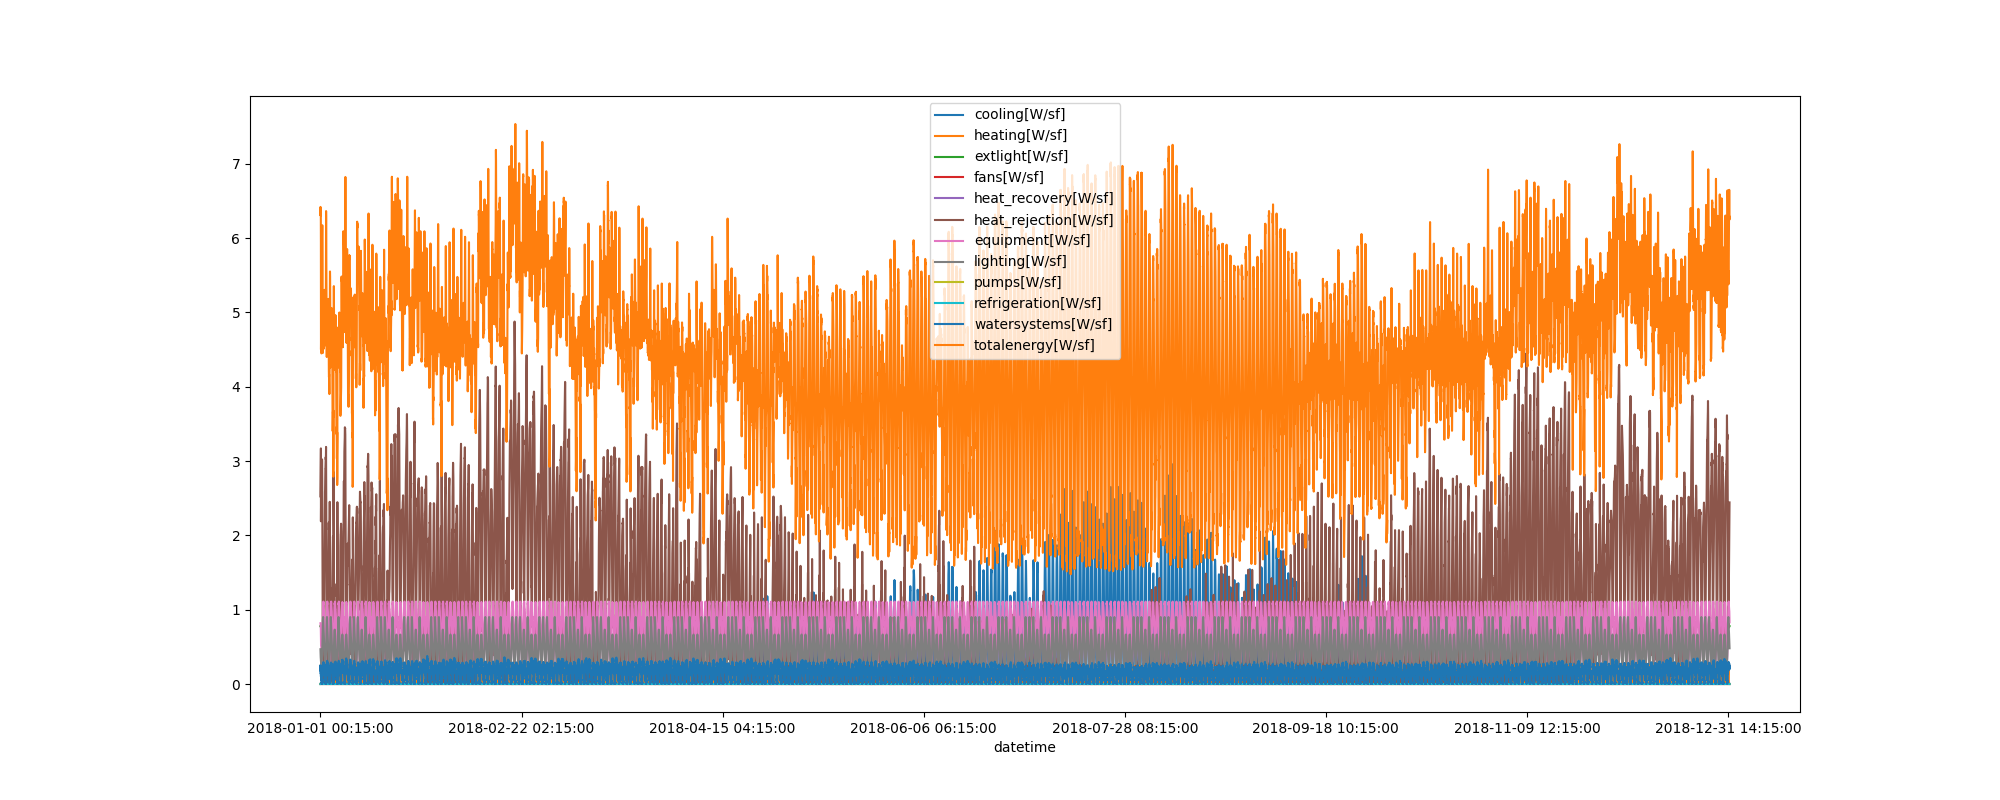 cooling[W/sf]
heating[W/sf]
extlight[W/sf]
fans[W/sf]
heat_recovery[W/sf]
heat_rejection[W/sf]
equipment[W/sf]
lighting[W/sf]
pumps[W/sf]
refrigeration[W/sf]
watersystems[W/sf]
totalenergy[W/sf]
7
6
5
4
3
2
1
0
2018-01-01 00:15:00 2018-02-22 02:15:00 2018-04-15 04:15:00 2018-06-06 06:15:00 2018-07-28 08:15:00 2018-09-18 10:15:00 2018-11-09 12:15:00 2018-12-31 14:15:00
datetime